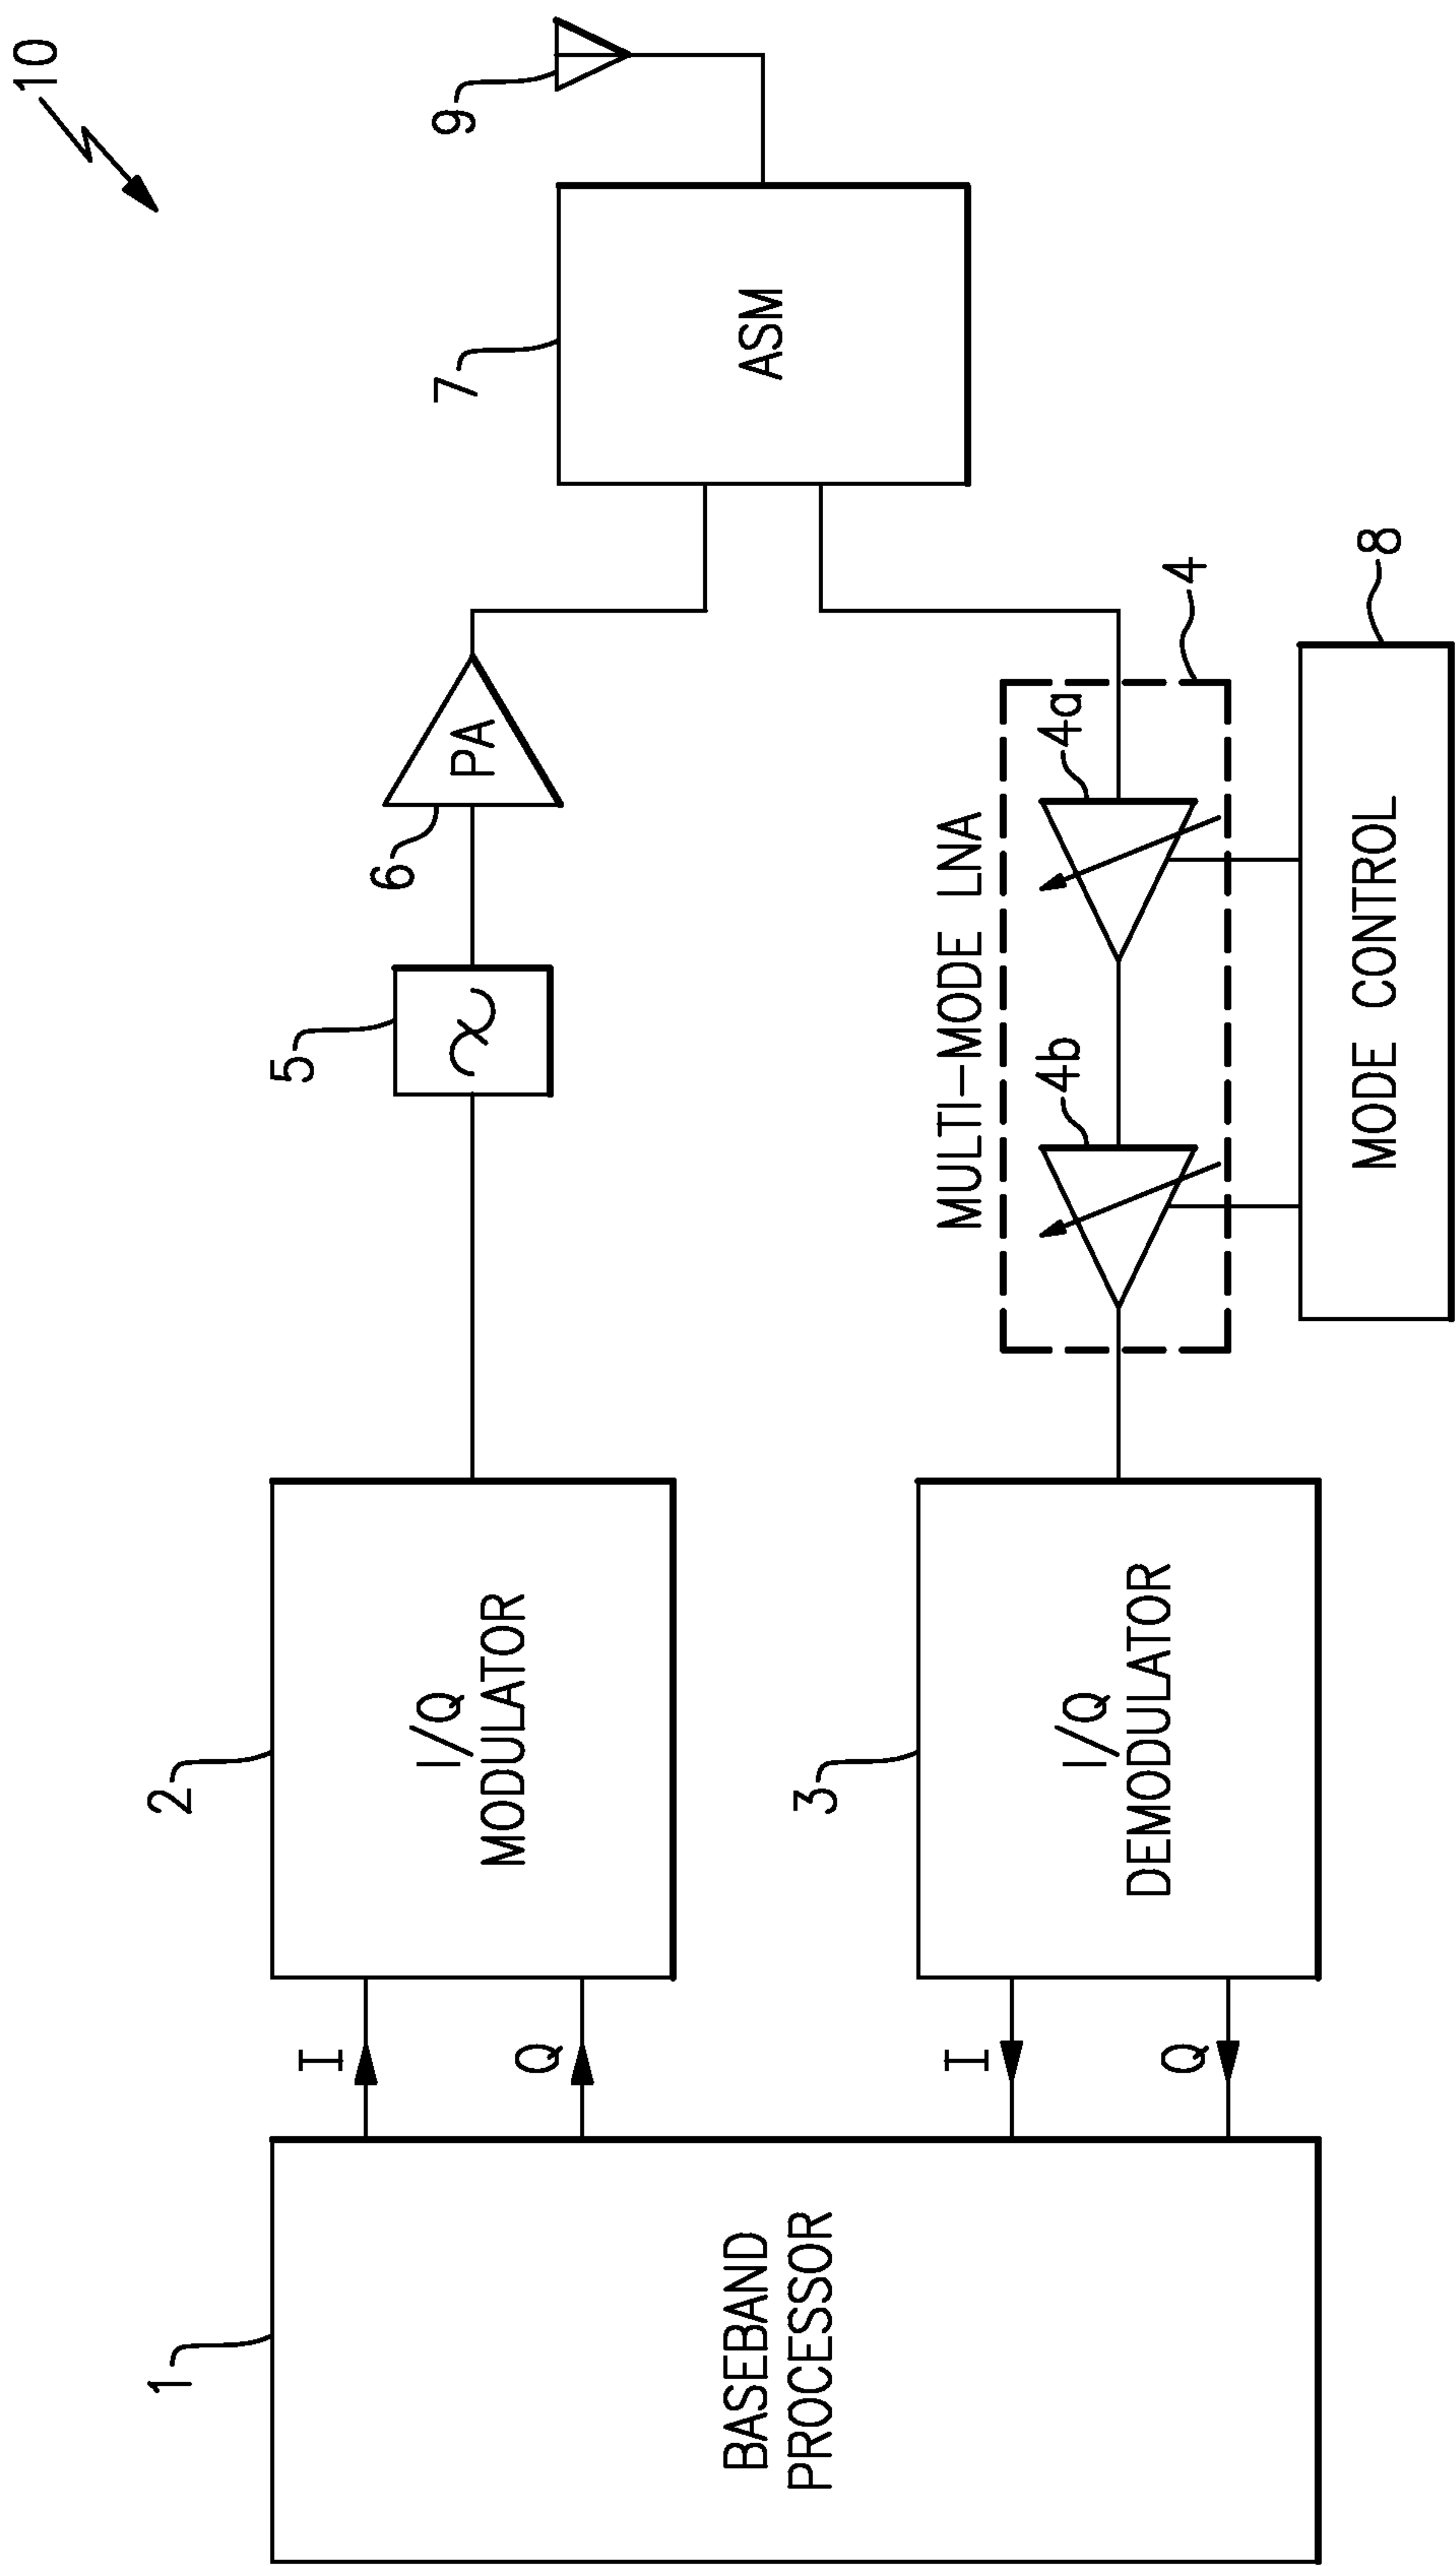 10
1
BASEBAND
PROCESSOR
I
Q
I
Q
2
I/Q
MODULATOR
3
I/Q
DEMODULATOR
5
6
PA
MULTI-MODE LNA
4b
4a
4
MODE CONTROL
8
7
ASM
9